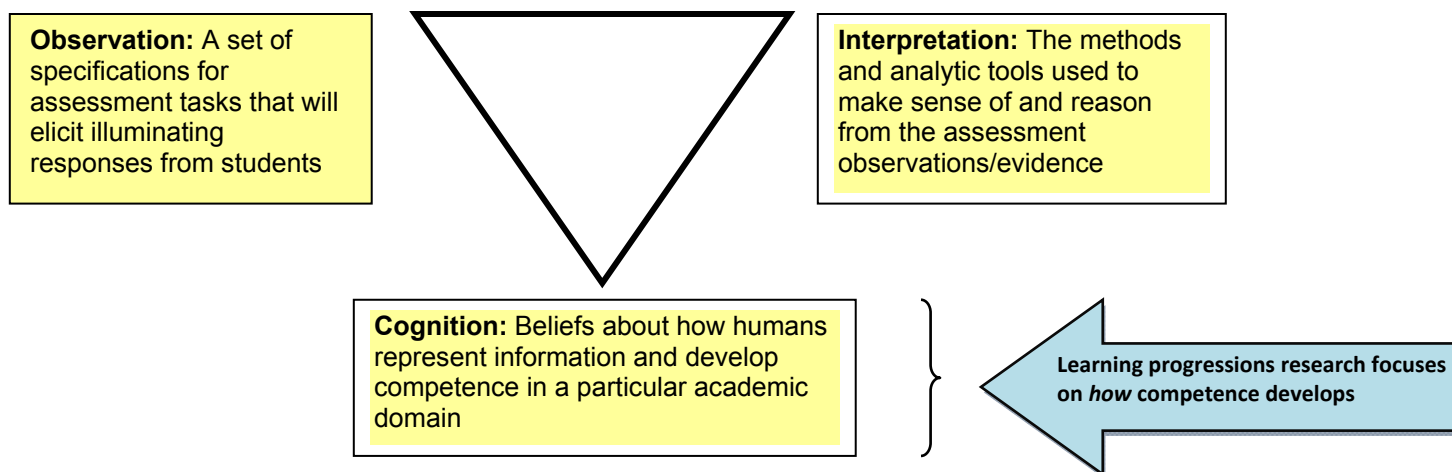 Observation: A set of
specifications for
assessment tasks that will
elicit illuminating
responses from students
Interpretation: The methods
and analytic tools used to
make sense of and reason
from the assessment
observations/evidence
Cognition: Beliefs about how humans
represent information and develop
competence in a particular academic
domain
Learning progressions research focuses
on how competence develops